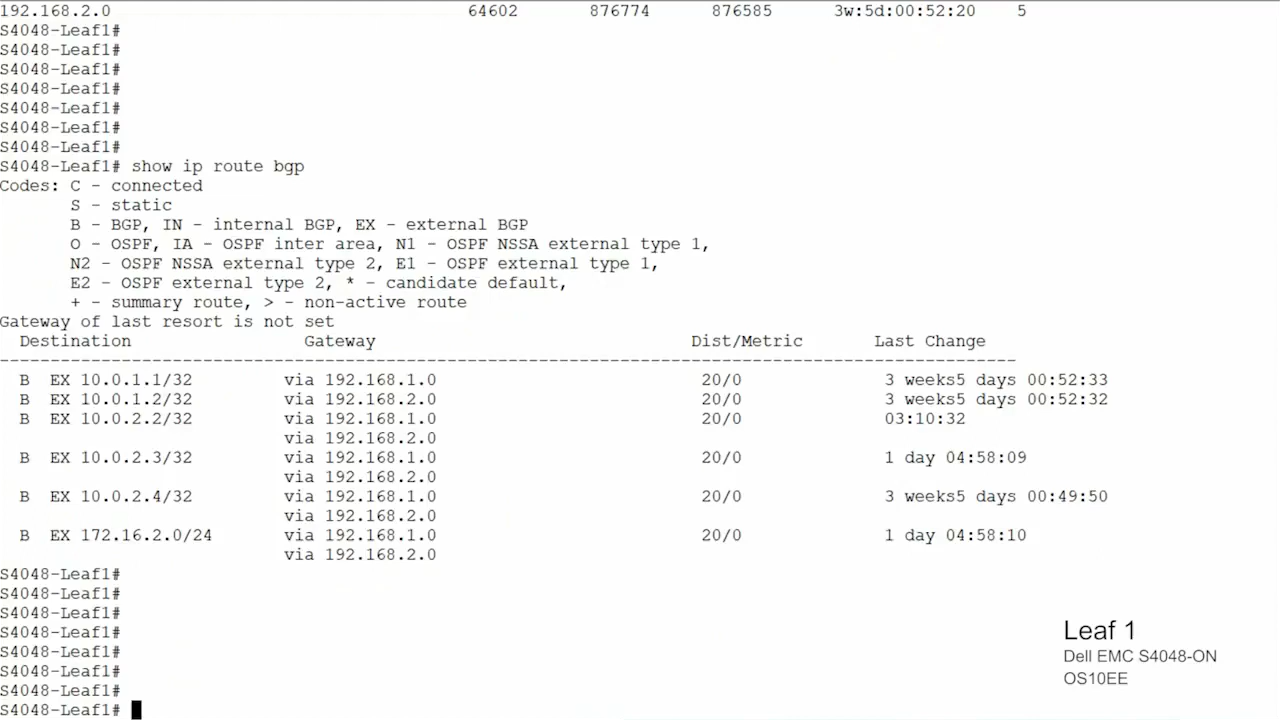 192.168.2.0 64602 876774 876585 3w:5d:00:52:20 5
S4048-Leaf1#
S4048-Leaf1#
S4048-Leaf1#
S4048-Leaf1#
S4048-Leaf1#
S4048-Leaf1#
S4048-Leaf1#
S4048-Leaf1# show ip route bgp
Codes: C - connected
S - static
B - BGP, IN - internal BGP, EX - external BGP
O - OSPF, IA - OSPF inter area, N1 - OSPF NSSA external type 1,
N2 - OSPF NSSA external type 2, E1 - OSPF external type 1,
E2 - OSPF external type 2, * - candidate default,
+ - summary route, > - non-active route
Gateway of last resort is not set
Destination Gateway Dist/Metric Last Change
----------------------------------------------------------------------------------------------------
B EX 10.0.1.1/32 via 192.168.1.0 20/0 3 weeks5 days 00:52:33
B EX 10.0.1.2/32 via 192.168.2.0 20/0 3 weeks5 days 00:52:32
B EX 10.0.2.2/32 via 192.168.1.0 20/0 03:10:32
via 192.168.2.0
B EX 10.0.2.3/32 via 192.168.1.0 20/0 1 day 04:58:09
via 192.168.2.0
B EX 10.0.2.4/32 via 192.168.1.0 20/0 3 weeks5 days 00:49:50
via 192.168.2.0
B EX 172.16.2.0/24 via 192.168.1.0 20/0 1 day 04:58:10
via 192.168.2.0
S4048-Leaf1#
S4048-Leaf1#
S4048-Leaf1#
S4048-Leaf1#
S4048-Leaf1#
S4048-Leaf1#
S4048-Leaf1#
S4048-Leaf1#
Leaf 1
Dell EMC S4048-ON
OS10EE